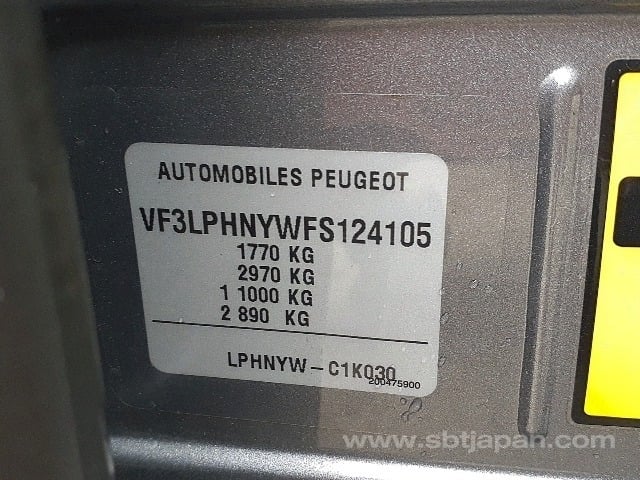 AUTOMOBILES PEUGEOT
VF3LPHNYWFS124105
1770 KG
2970 KG
1 1000 KG
2 890 KG
LPHNYW - C1K030
200475900
www.sbtjapan.com